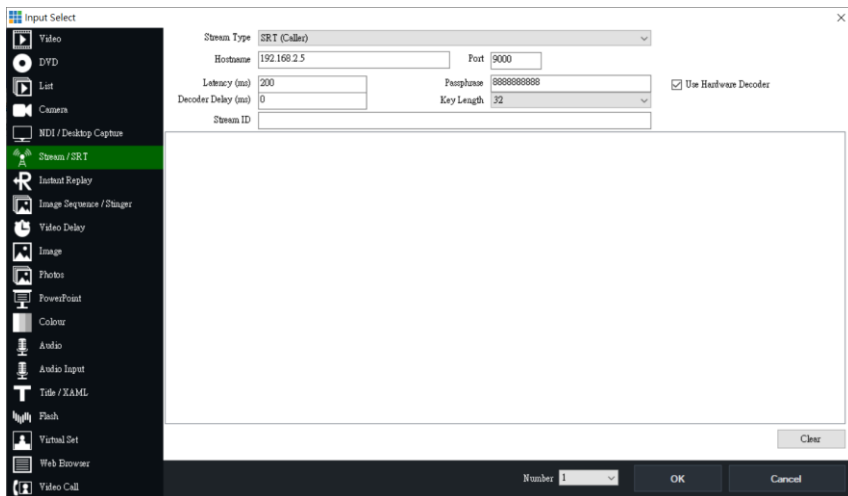 Input Select
Video
DVD
List
Camera
NDI / Desktop Capture
Stream / SRT
Instant Replay
Image Sequence / Stinger
Video Delay
Image
Photos
PowerPoint
Colour
Audio
Audio Input
Title / XAML
Flash
Virtual Set
Web Browser
Video Call
Stream Type SRT (Caller)
Hostname 192.168.2.5 Port 9000
Latency (ms) 200 Passphrase 8888888888 Use Hardware Decoder
Decoder Delay (ms) 0 Key Length 32
Stream ID
Clear
Number 1 OK Cancel